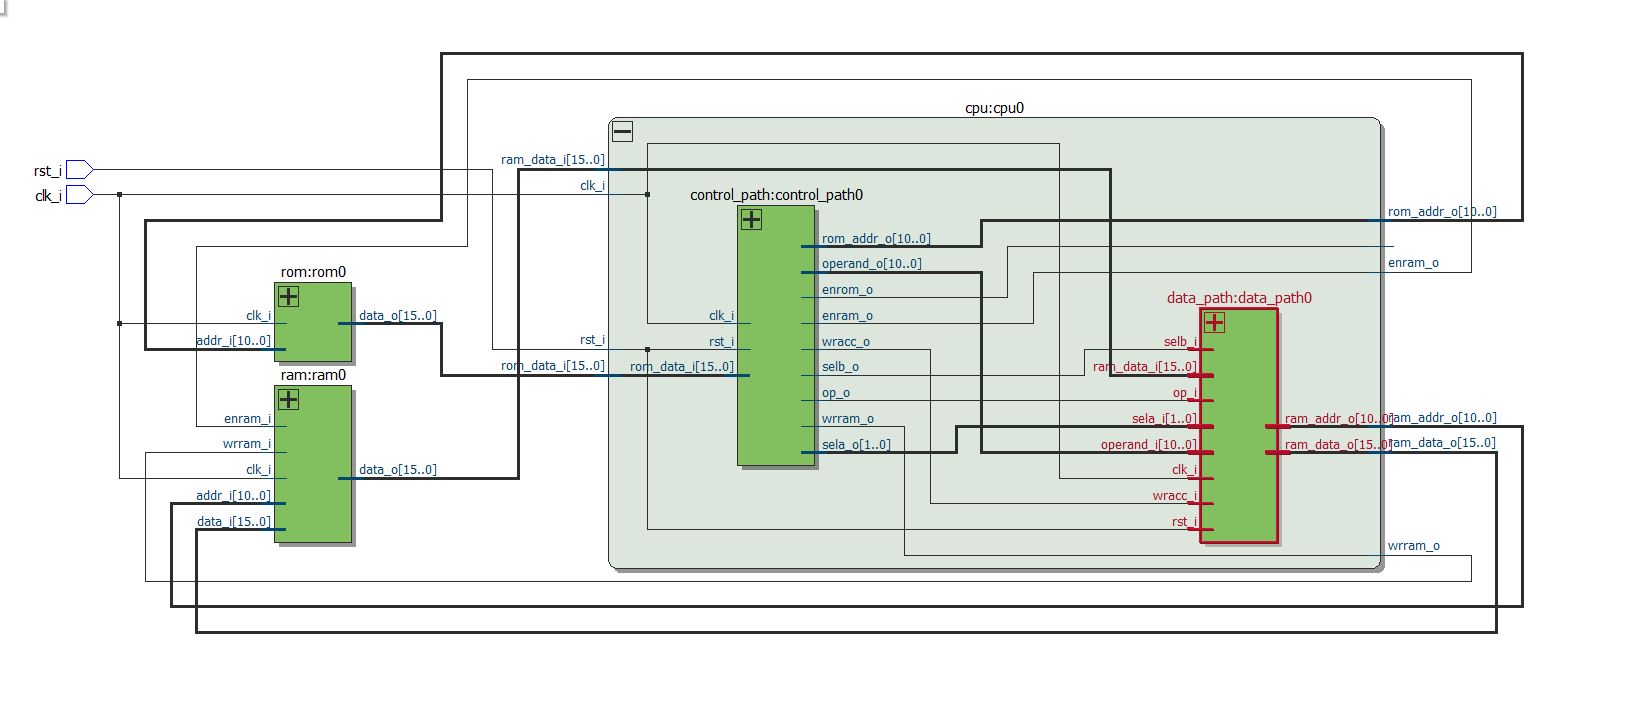 cpu:cpu0
rst_i
clk_i
ram_data_i[15..0]
clk_i
control_path:control_path0
rom_addr_o[10..0]
rom_addr_o[10..0]
operand_o[10..0]
enram_o
rom:rom0
enrom_o
data_path:data_path0
clk_i
data_o[15..0]
clk_i
enram_o
addr_i[10..0]
rst_i
rst_i
wracc_o
selb_i
rom_data_i[15..0]
rom_data_i[15..0]
selb_o
ram_data_i[15..0]
ram:ram0
op_o
op_i
enram_i
wrram_o
sela_i[1..0]
ram_addr_o[10..0]
ram_addr_o[10..0]
wrram_i
sela_o[1..0]
operand_i[10..0]
ram_data_o[15..0]
ram_data_o[15..0]
clk_i
data_o[15..0]
clk_i
addr_i[10..0]
wracc_i
data_i[15..0]
rst_i
wrram_o